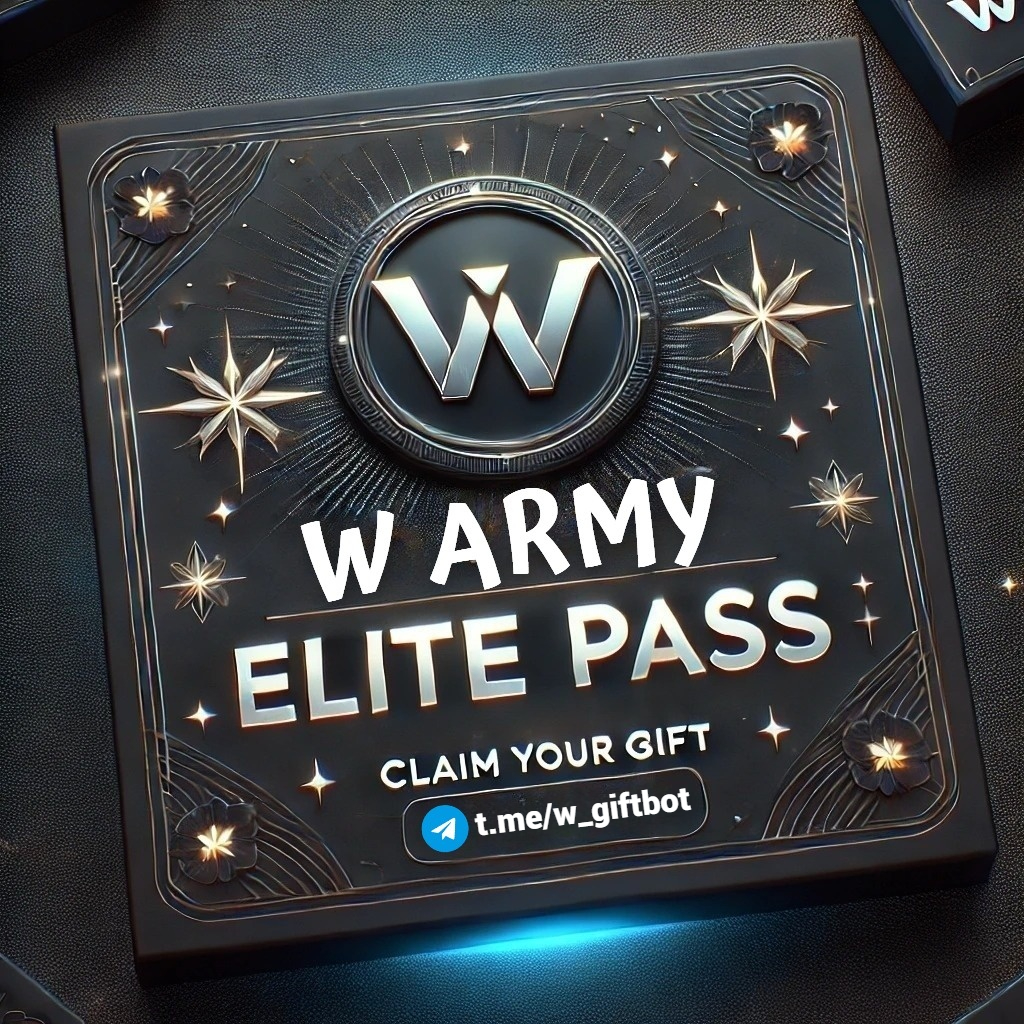 W
W
W ARMY
ELITE PASS
CLAIM YOUR GIFT
t.me/w_giftbot